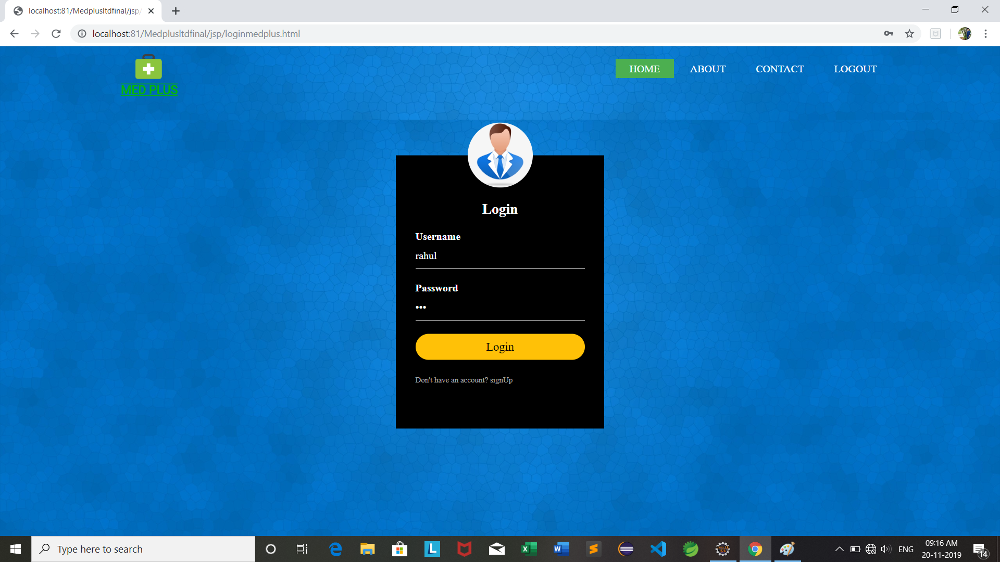 localhost:81/Medplusltdfinal/jsp/
localhost:81/Medplusltdfinal/jsp/loginmedplus.html
MED PLUS
HOME ABOUT CONTACT LOGOUT
Login
Username
rahul
Password
•••
Login
Don't have an account? signUp
Type here to search
ENG
09:16 AM
20-11-2019
14